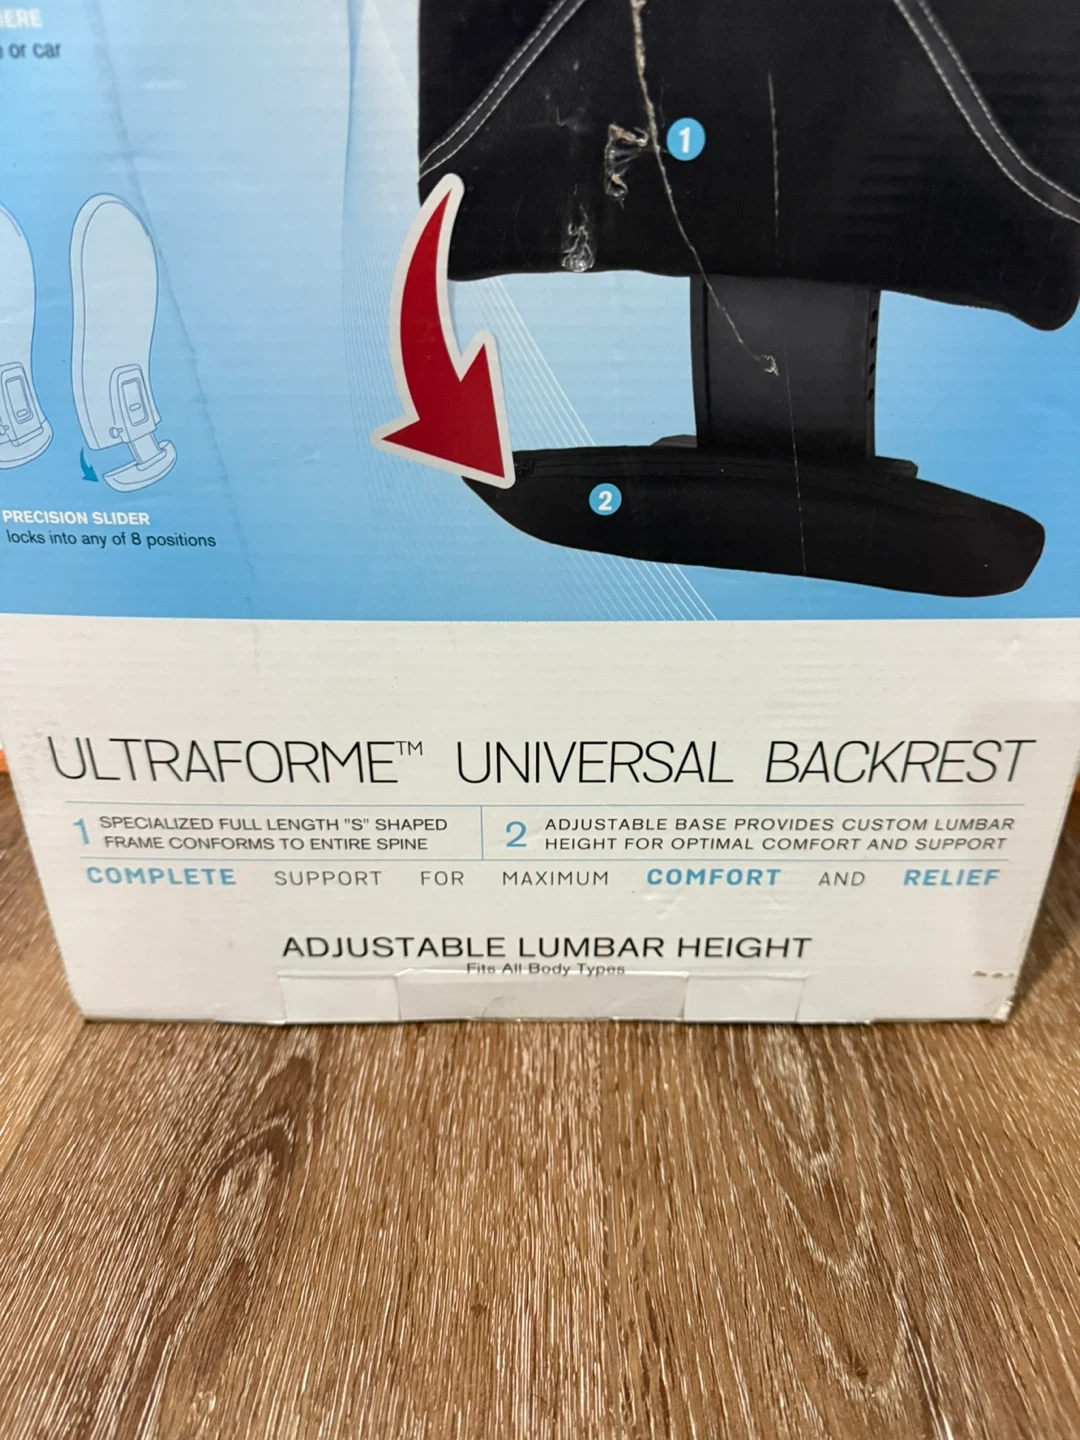 or car
1
2
PRECISION SLIDER
locks into any of 8 positions
ULTRAFORME™ UNIVERSAL BACKREST
1 SPECIALIZED FULL LENGTH "S" SHAPED
FRAME CONFORMS TO ENTIRE SPINE
2 ADJUSTABLE BASE PROVIDES CUSTOM LUMBAR
HEIGHT FOR OPTIMAL COMFORT AND SUPPORT
COMPLETE SUPPORT FOR MAXIMUM COMFORT AND RELIEF
ADJUSTABLE LUMBAR HEIGHT
Fits All Body Types